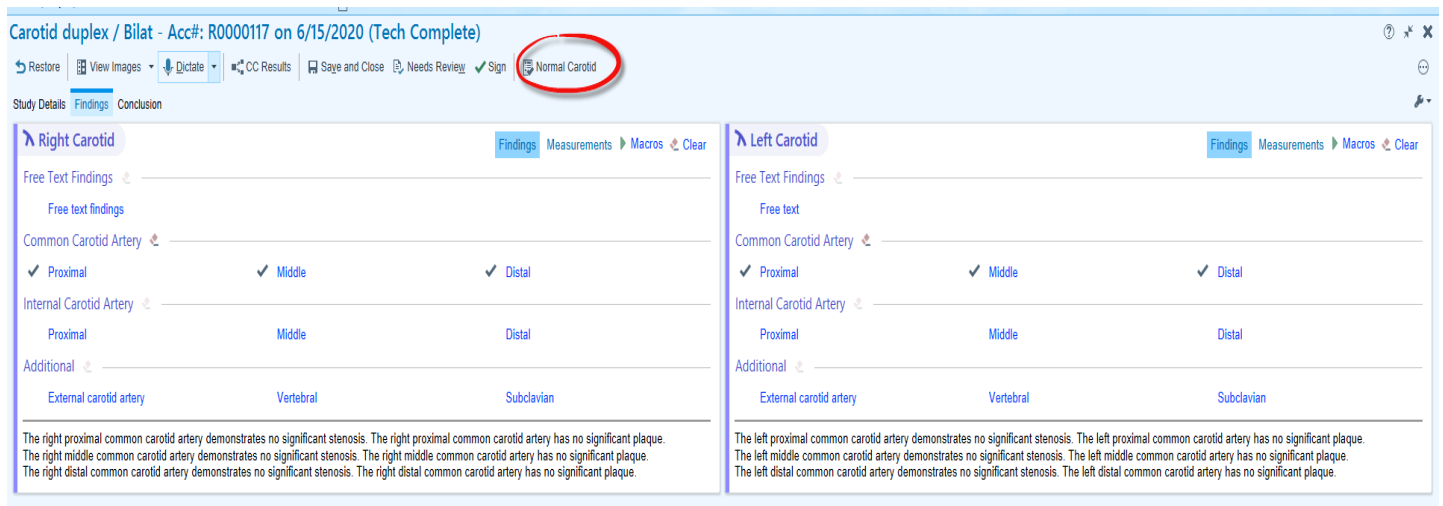 Carotid duplex / Bilat - Acc#: R0000117 on 6/15/2020 (Tech Complete)
Restore View Images Dictate CC Results Save and Close Needs Review Sign Normal Carotid
Study Details Findings Conclusion
Right Carotid Findings Measurements Macros Clear
Free Text Findings
Free text findings
Common Carotid Artery
Proximal Middle Distal
Internal Carotid Artery
Proximal Middle Distal
Additional
External carotid artery Vertebral Subclavian
The right proximal common carotid artery demonstrates no significant stenosis. The right proximal common carotid artery has no significant plaque.
The right middle common carotid artery demonstrates no significant stenosis. The right middle common carotid artery has no significant plaque.
The right distal common carotid artery demonstrates no significant stenosis. The right distal common carotid artery has no significant plaque.
Left Carotid Findings Measurements Macros Clear
Free Text Findings
Free text
Common Carotid Artery
Proximal Middle Distal
Internal Carotid Artery
Proximal Middle Distal
Additional
External carotid artery Vertebral Subclavian
The left proximal common carotid artery demonstrates no significant stenosis. The left proximal common carotid artery has no significant plaque.
The left middle common carotid artery demonstrates no significant stenosis. The left middle common carotid artery has no significant plaque.
The left distal common carotid artery demonstrates no significant stenosis. The left distal common carotid artery has no significant plaque.